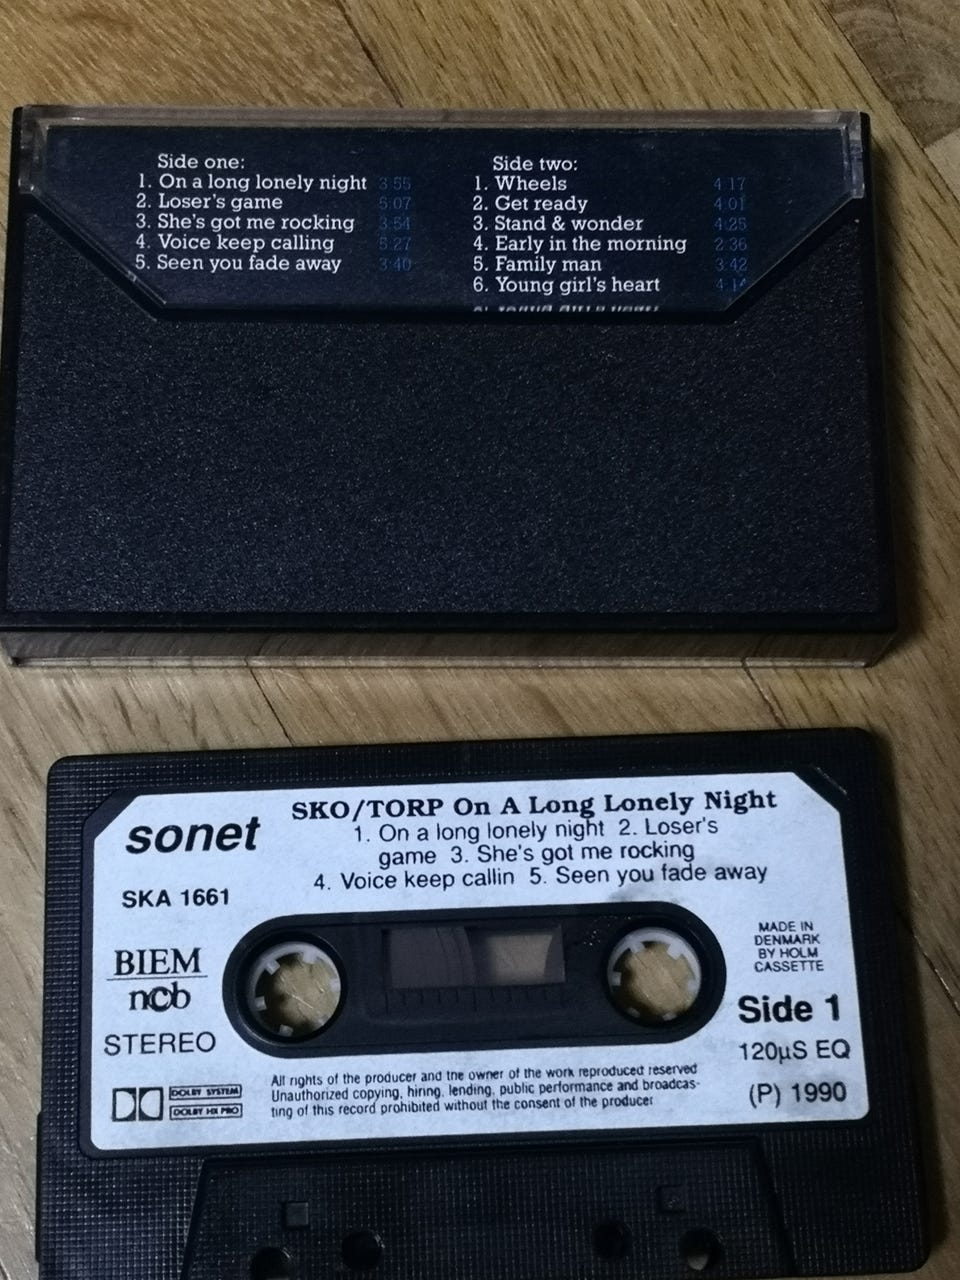 Side one:
1. On a long lonely night 3 55
2. Loser's game 5:07
3. She's got me rocking 3:54
4. Voice keep calling 5:27
5. Seen you fade away 3:40
Side two:
1. Wheels 4 17
2. Get ready 4.01
3. Stand & wonder 4:25
4. Early in the morning 2 36
5. Family man 3 42
6. Young girl's heart
sonet
SKO/TORP On A Long Lonely Night
1. On a long lonely night 2. Loser's
game 3. She's got me rocking
4. Voice keep callin 5. Seen you fade away
SKA 1661
BIEM
ncb
STEREO
DOLBY SYSTEM
DOLBY HX PRO
MADE IN
DENMARK
BY HOLM
CASSETTE
Side 1
120µS EQ
(P) 1990
All rights of the producer and the owner of the work reproduced reserved
Unauthorized copying, hiring, lending, public performance and broadcas-
ting of this record prohibited without the consent of the producer